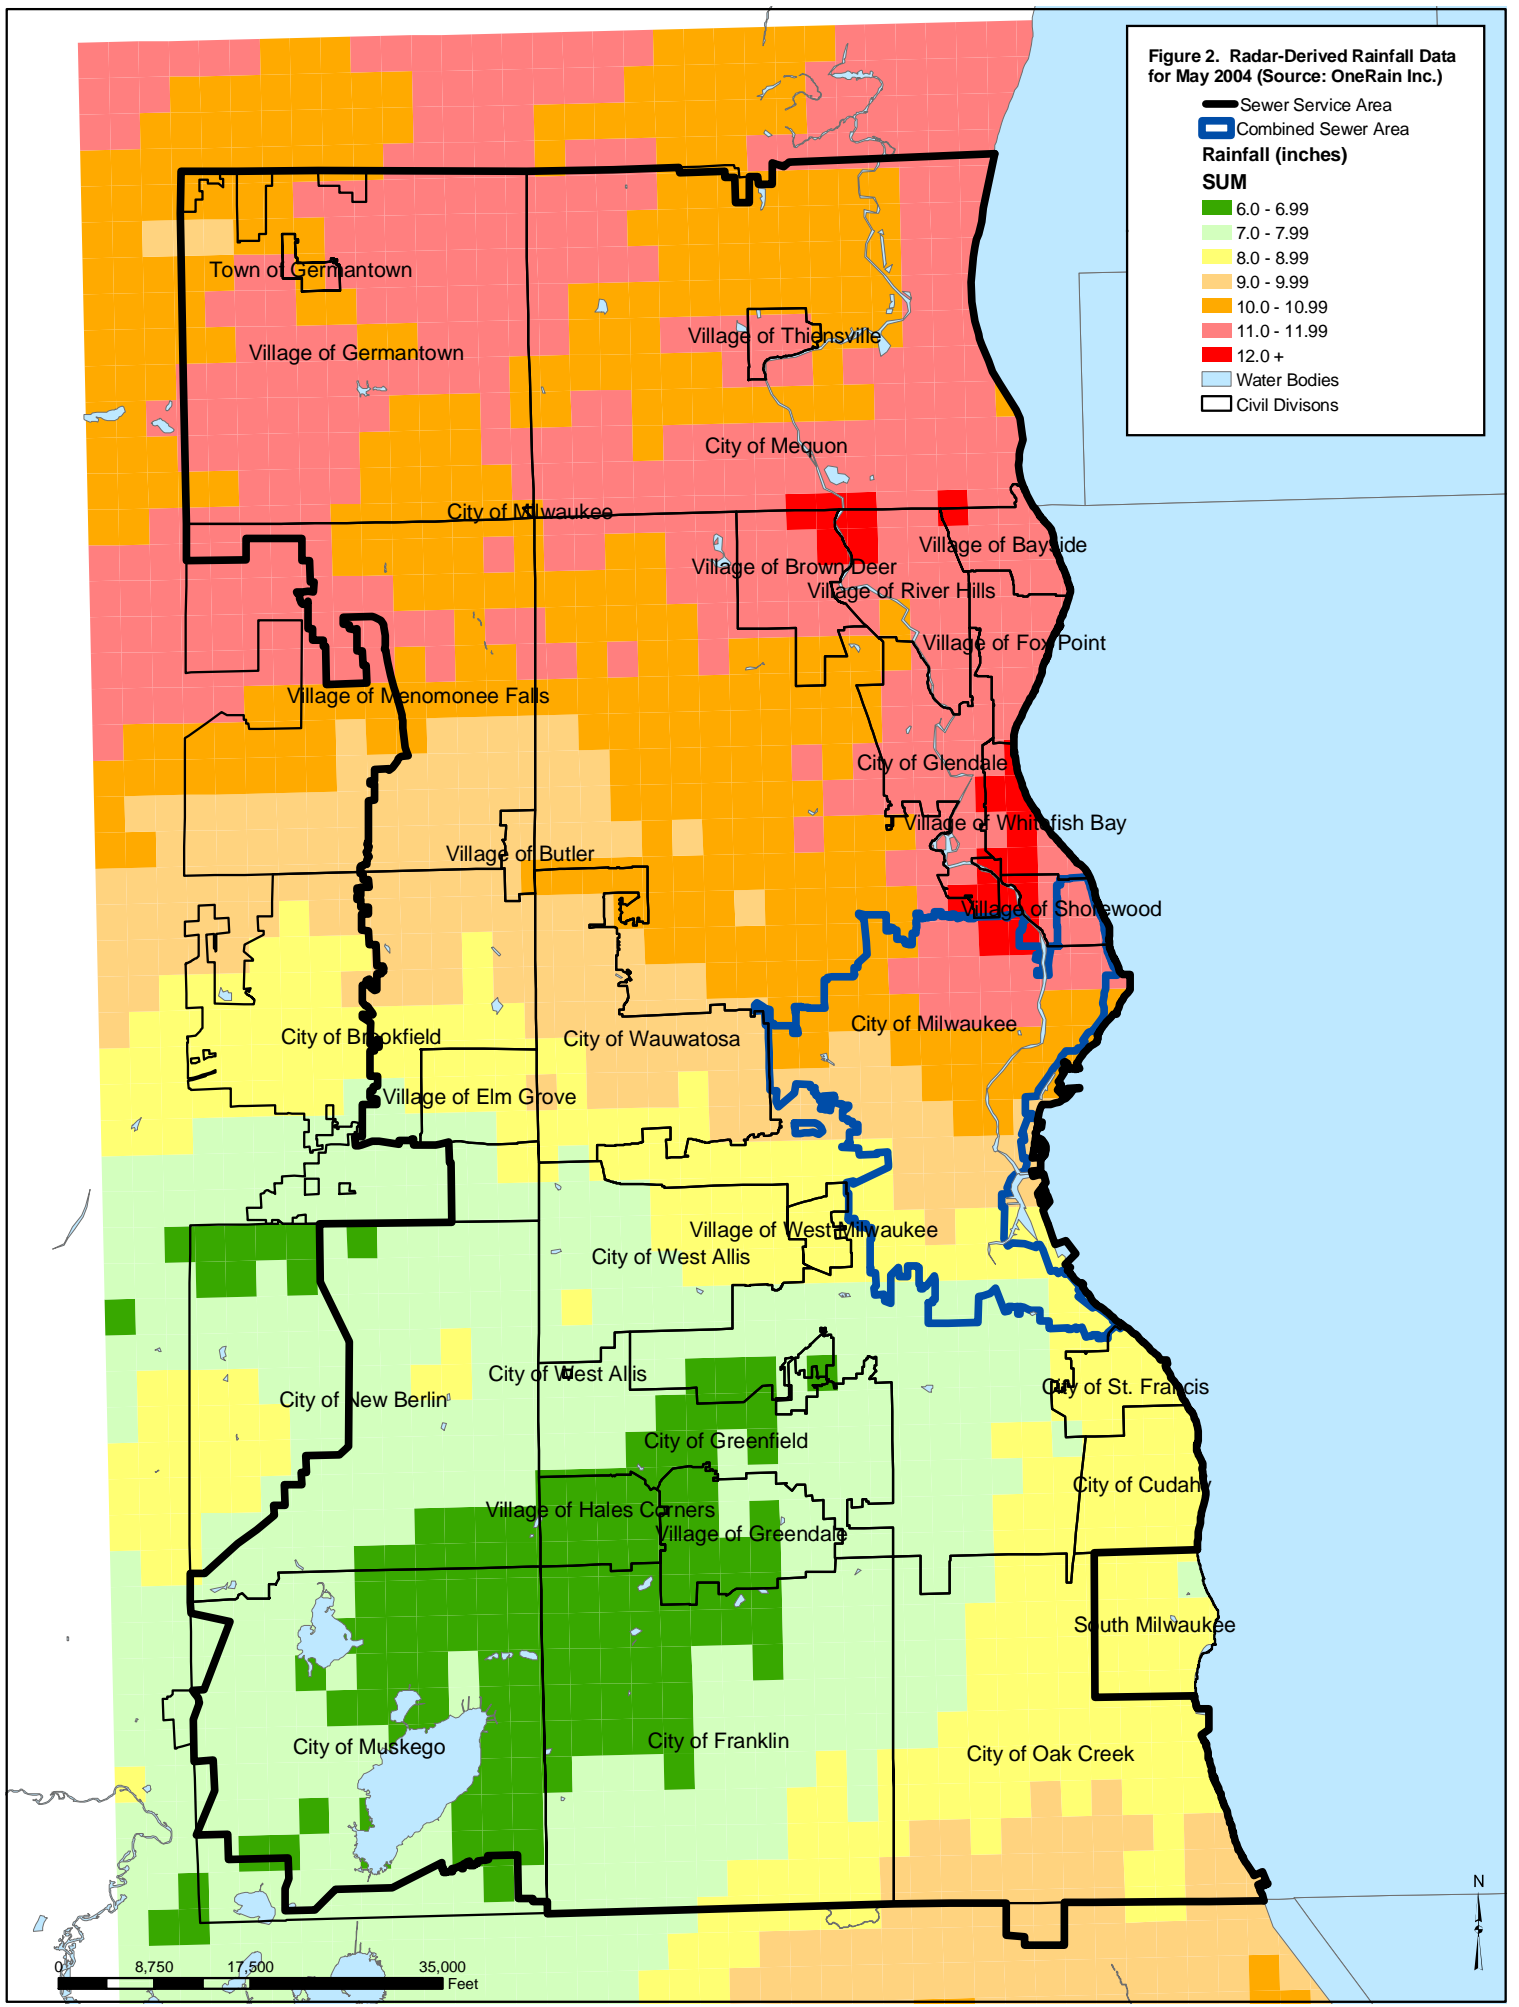 Figure 2. Radar-Derived Rainfall Data
for May 2004 (Source: OneRain Inc.)
Sewer Service Area
Combined Sewer Area
Rainfall (inches)
SUM
6.0 - 6.99
7.0 - 7.99
8.0 - 8.99
9.0 - 9.99
10.0 - 10.99
11.0 - 11.99
12.0 +
Water Bodies
Civil Divisons
Town of Germantown
Village of Thiensville
Village of Germantown
City of Mequon
City of Milwaukee
Village of Bayside
Village of Brown Deer
Village of River Hills
Village of Fox Point
Village of Menomonee Falls
City of Glendale
Village of Whitefish Bay
Village of Butler
Village of Shorewood
City of Milwaukee
City of Brookfield
City of Wauwatosa
Village of Elm Grove
Village of West Milwaukee
City of West Allis
City of West Allis
City of St. Francis
City of New Berlin
City of Greenfield
City of Cudahy
Village of Hales Corners
Village of Greendale
South Milwaukee
City of Franklin
City of Muskego
City of Oak Creek
N
0 8,750 17,500 35,000
Feet